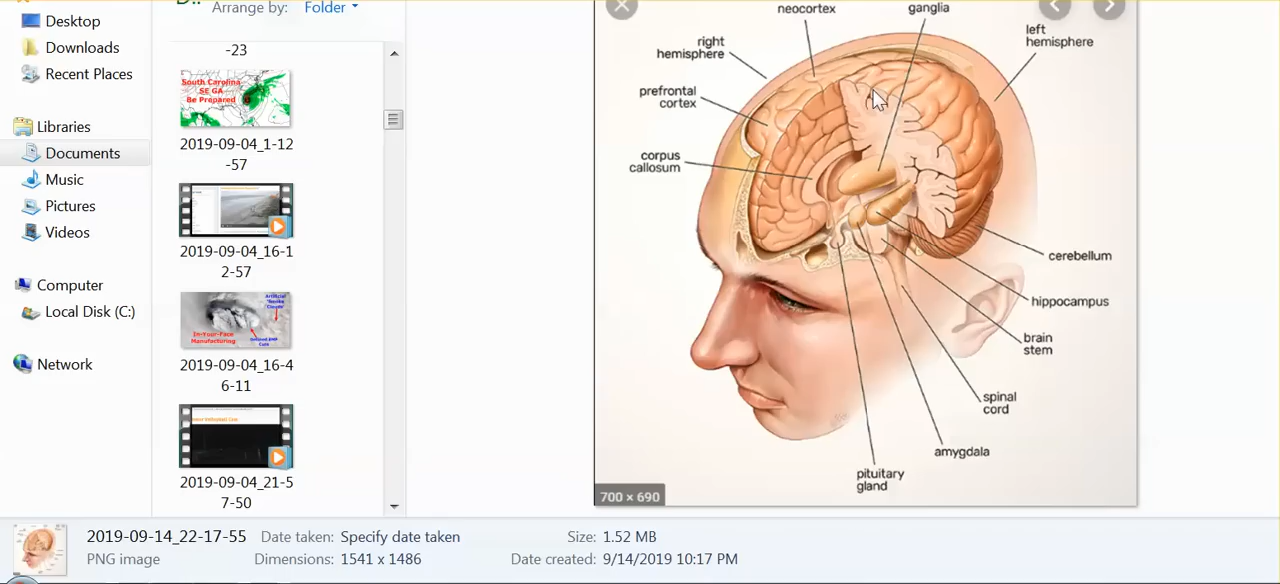 Arrange by: Folder
Desktop
Downloads
Recent Places
Libraries
Documents
Music
Pictures
Videos
Computer
Local Disk (C:)
Network
-23
South Carolina
SE GA
Be Prepared
2019-09-04_1-12
-57
2019-09-04_16-1
2-57
Artificial
In-Your-Face
Manufacturing
2019-09-04_16-4
6-11
2019-09-04_21-5
7-50
neocortex
ganglia
right
hemisphere
left
hemisphere
prefrontal
cortex
corpus
callosum
cerebellum
hippocampus
brain
stem
spinal
cord
amygdala
pituitary
gland
700 × 690
2019-09-14_22-17-55
PNG image
Date taken: Specify date taken
Dimensions: 1541 x 1486
Size: 1.52 MB
Date created: 9/14/2019 10:17 PM